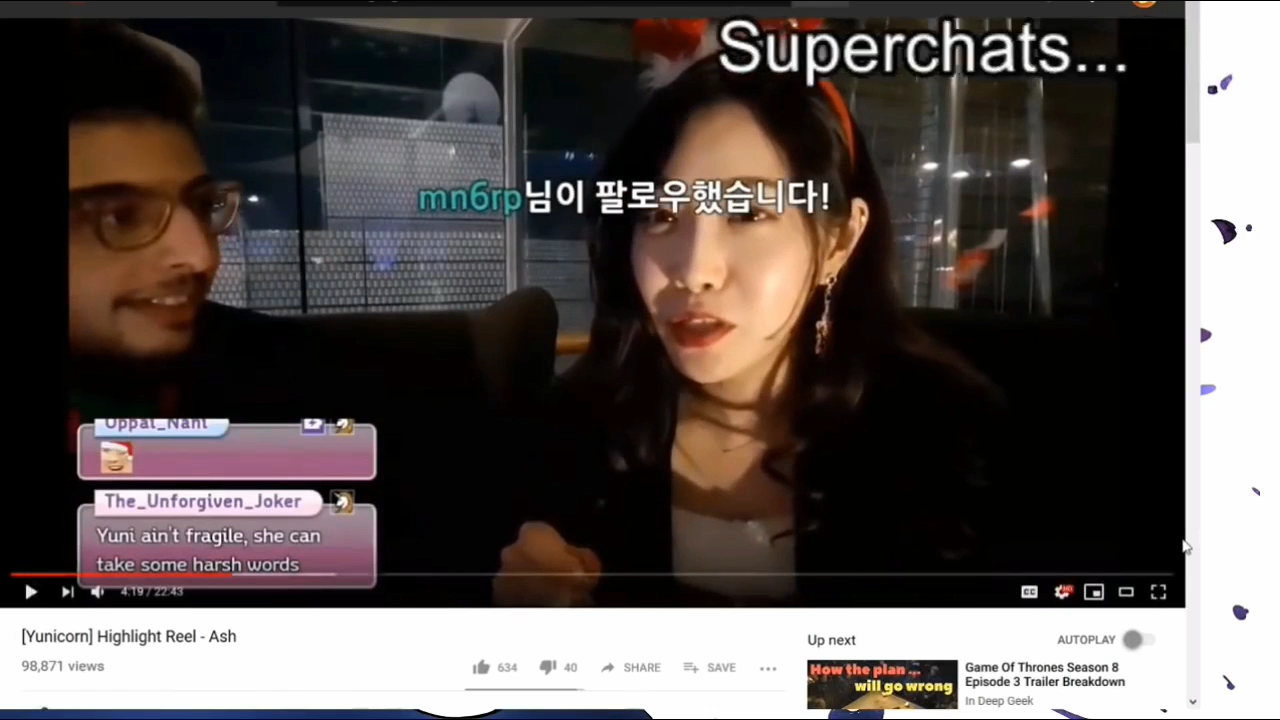 Superchats...
mn6rp님이 팔로우했습니다!
Oppai_Nani
The_Unforgiven_Joker
Yuni ain't fragile, she can
take some harsh words
4:19 / 22:43
CC
HD
[Yunicorn] Highlight Reel - Ash
Up next
AUTOPLAY
98,871 views
634
40
SHARE
SAVE
How the plan ...
will go wrong
Game Of Thrones Season 8
Episode 3 Trailer Breakdown
In Deep Geek